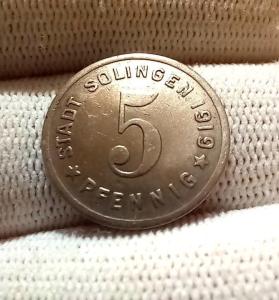 STADT SOLINGEN 1919
5
★ PFENNIG ★